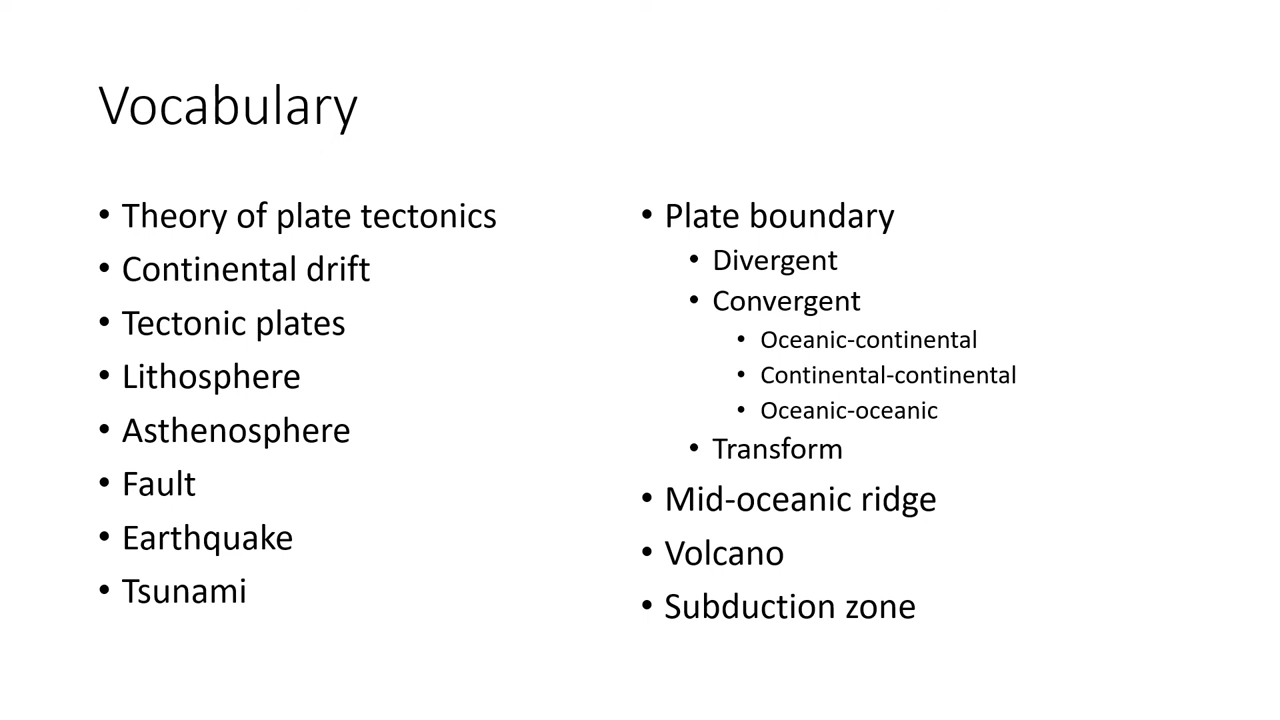 Vocabulary
• Theory of plate tectonics
• Continental drift
• Tectonic plates
• Lithosphere
• Asthenosphere
• Fault
• Earthquake
• Tsunami
• Plate boundary
• Divergent
• Convergent
• Oceanic-continental
• Continental-continental
• Oceanic-oceanic
• Transform
• Mid-oceanic ridge
• Volcano
• Subduction zone